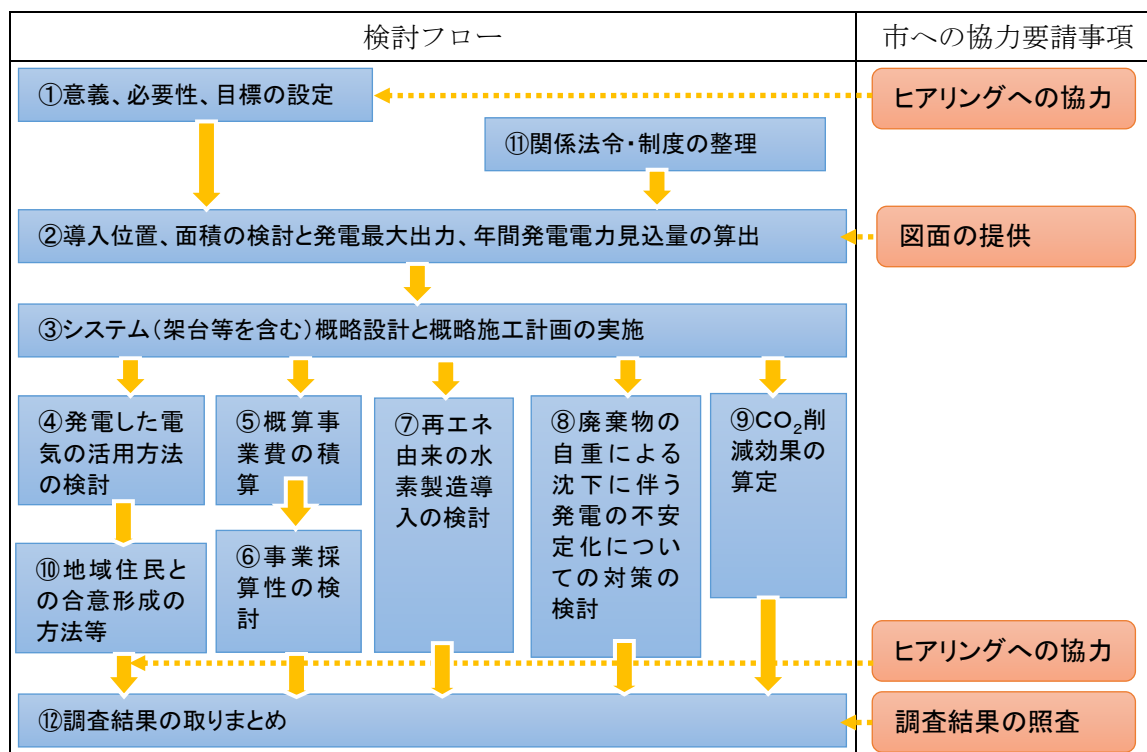 検討フロー
市への協力要請事項
①意義、必要性、目標の設定
ヒアリングへの協力
⑪関係法令・制度の整理
②導入位置、面積の検討と発電最大出力、年間発電電力見込量の算出
図面の提供
③システム(架台等を含む)概略設計と概略施工計画の実施
④発電した電
気の活用方法
の検討
⑤概算事
業費の積
算
⑦再エネ
由来の水
素製造導
入の検討
⑧廃棄物の
自重による
沈下に伴う
発電の不安
定化につい
ての対策の
検討
⑨CO₂削
減効果の
算定
⑩地域住民と
の合意形成の
方法等
⑥事業採
算性の検
討
ヒアリングへの協力
⑫調査結果の取りまとめ
調査結果の照査